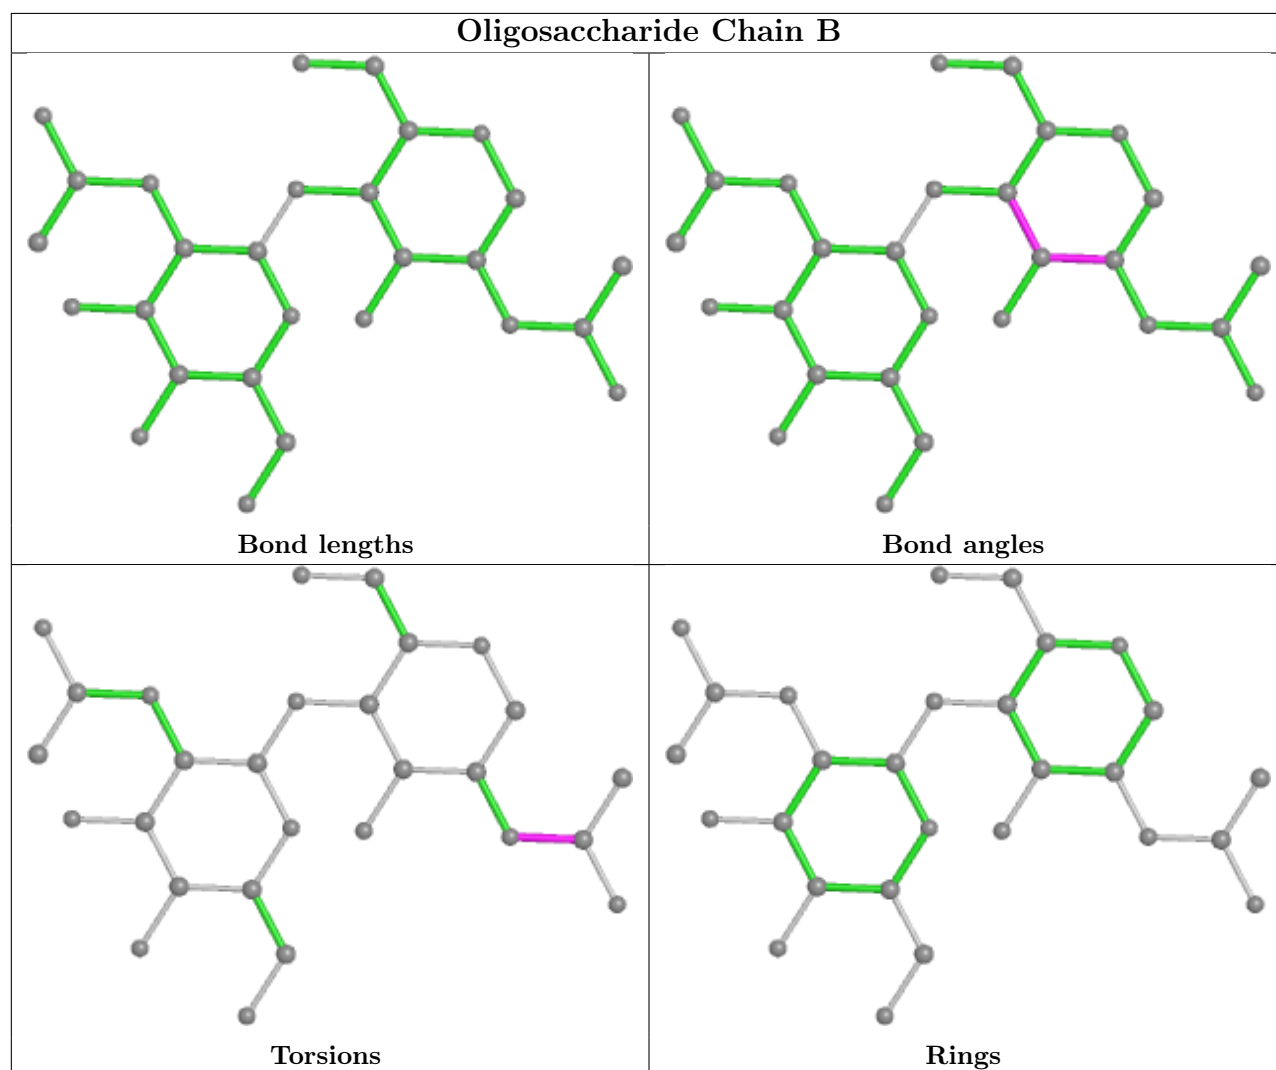 Oligosaccharide Chain B
Bond lengths
Bond angles
Torsions
Rings